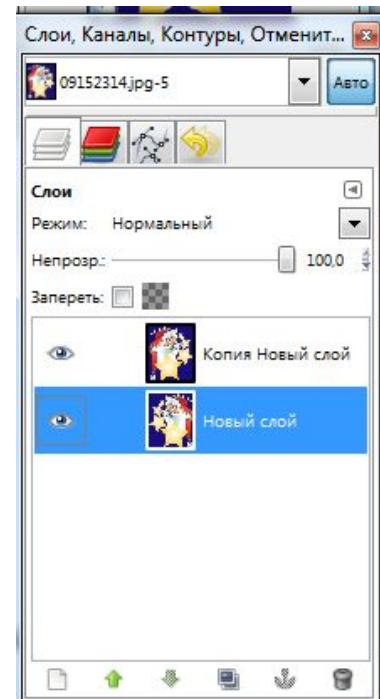 Слои, Каналы, Контуры, Отменит...
09152314.jpg-5
Авто
Слои
Режим: Нормальный
Непрозр.: 100,0
Запереть:
Копия Новый слой
Новый слой